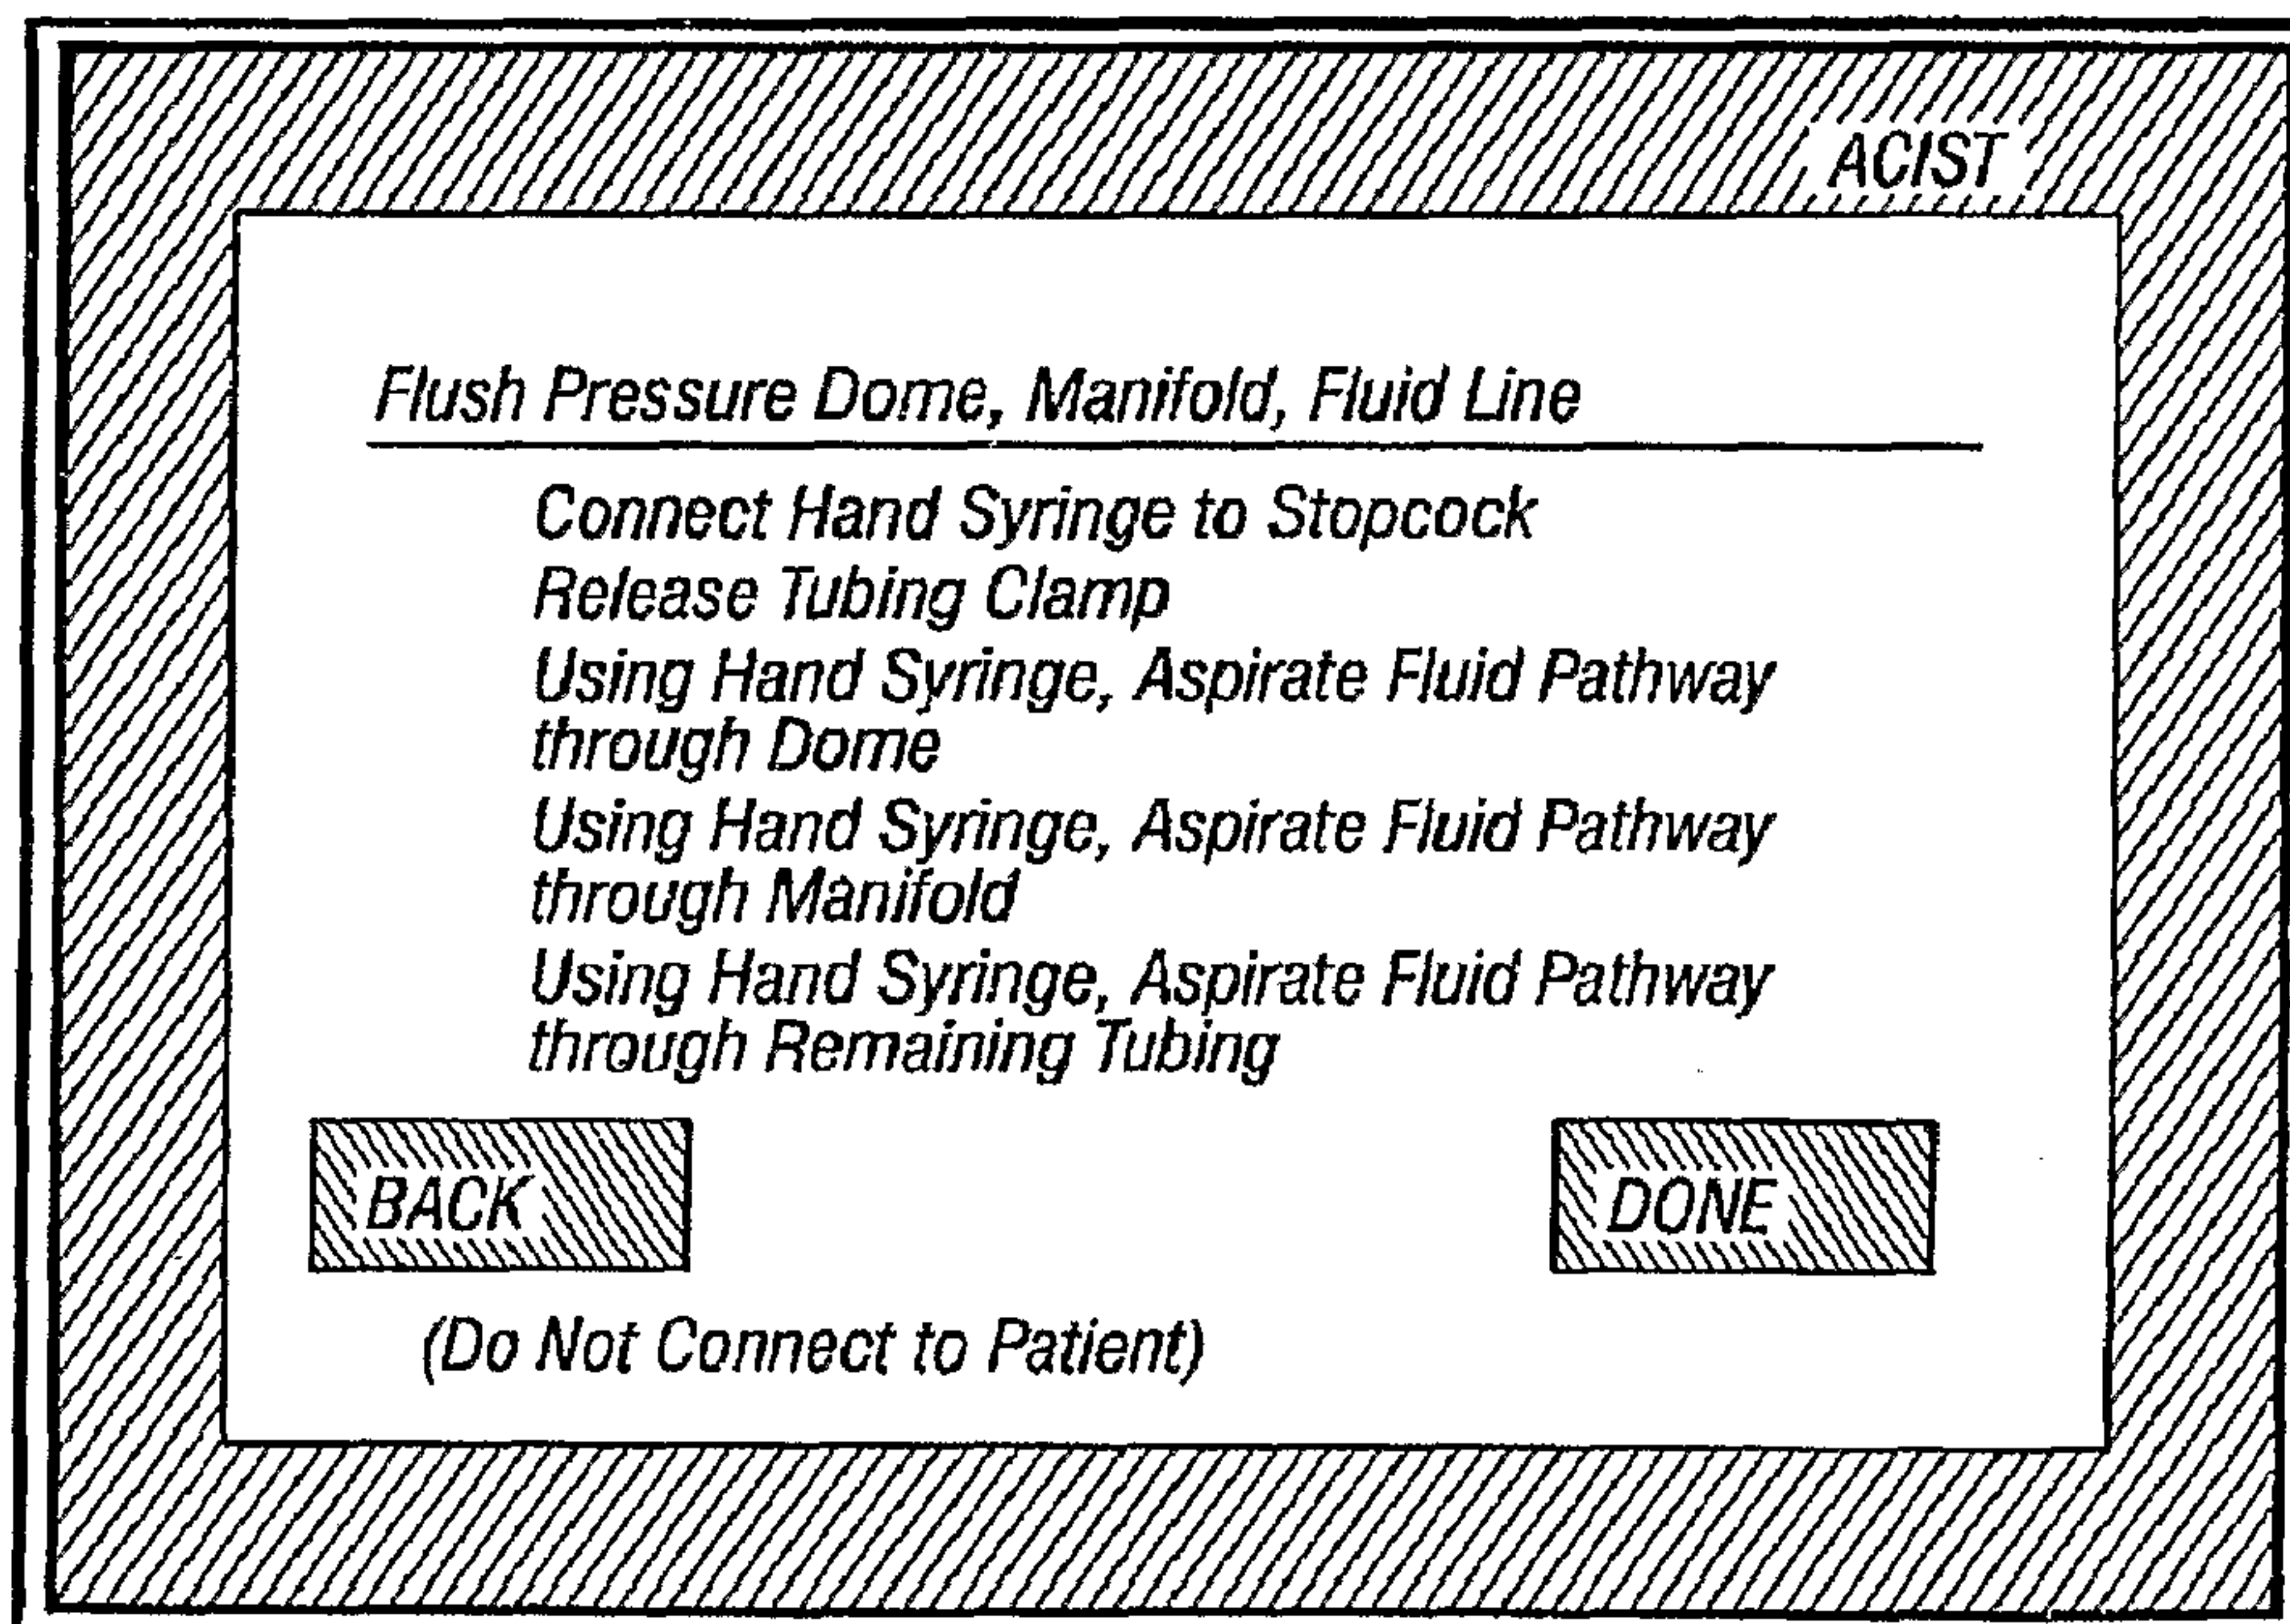 ACIST
Flush Pressure Dome, Manifold, Fluid Line
Connect Hand Syringe to Stopcock
Release Tubing Clamp
Using Hand Syringe, Aspirate Fluid Pathway
through Dome
Using Hand Syringe, Aspirate Fluid Pathway
through Manifold
Using Hand Syringe, Aspirate Fluid Pathway
through Remaining Tubing
BACK
DONE
(Do Not Connect to Patient)